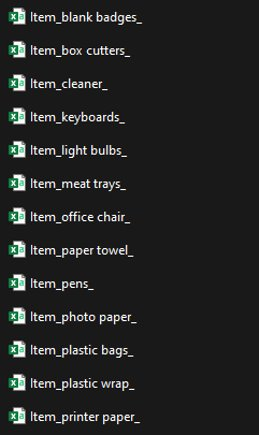 Item_blank badges_
Item_box cutters_
Item_cleaner_
Item_keyboards_
Item_light bulbs_
Item_meat trays_
Item_office chair_
Item_paper towel_
Item_pens_
Item_photo paper_
Item_plastic bags_
Item_plastic wrap_
Item_printer paper_